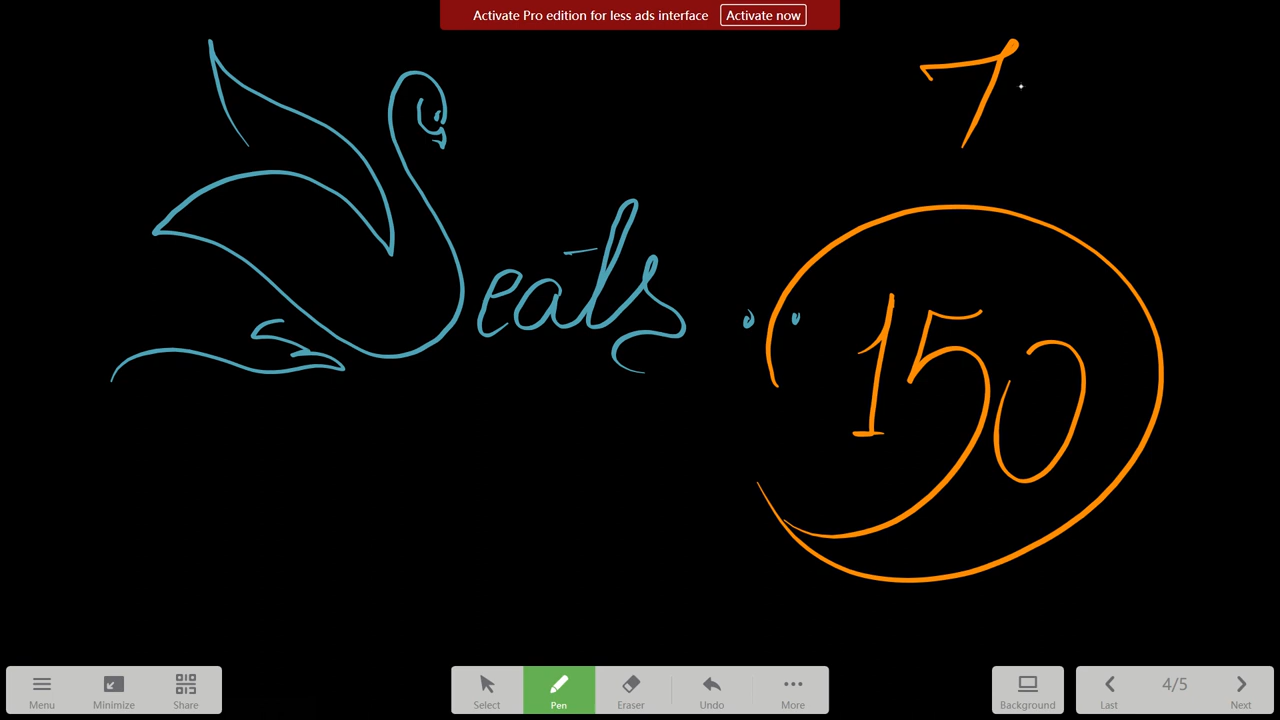 Activate Pro edition for less ads interface Activate now
7
Seats ..
150
Menu Minimize Share Select Pen Eraser Undo More Background Last 4/5 Next